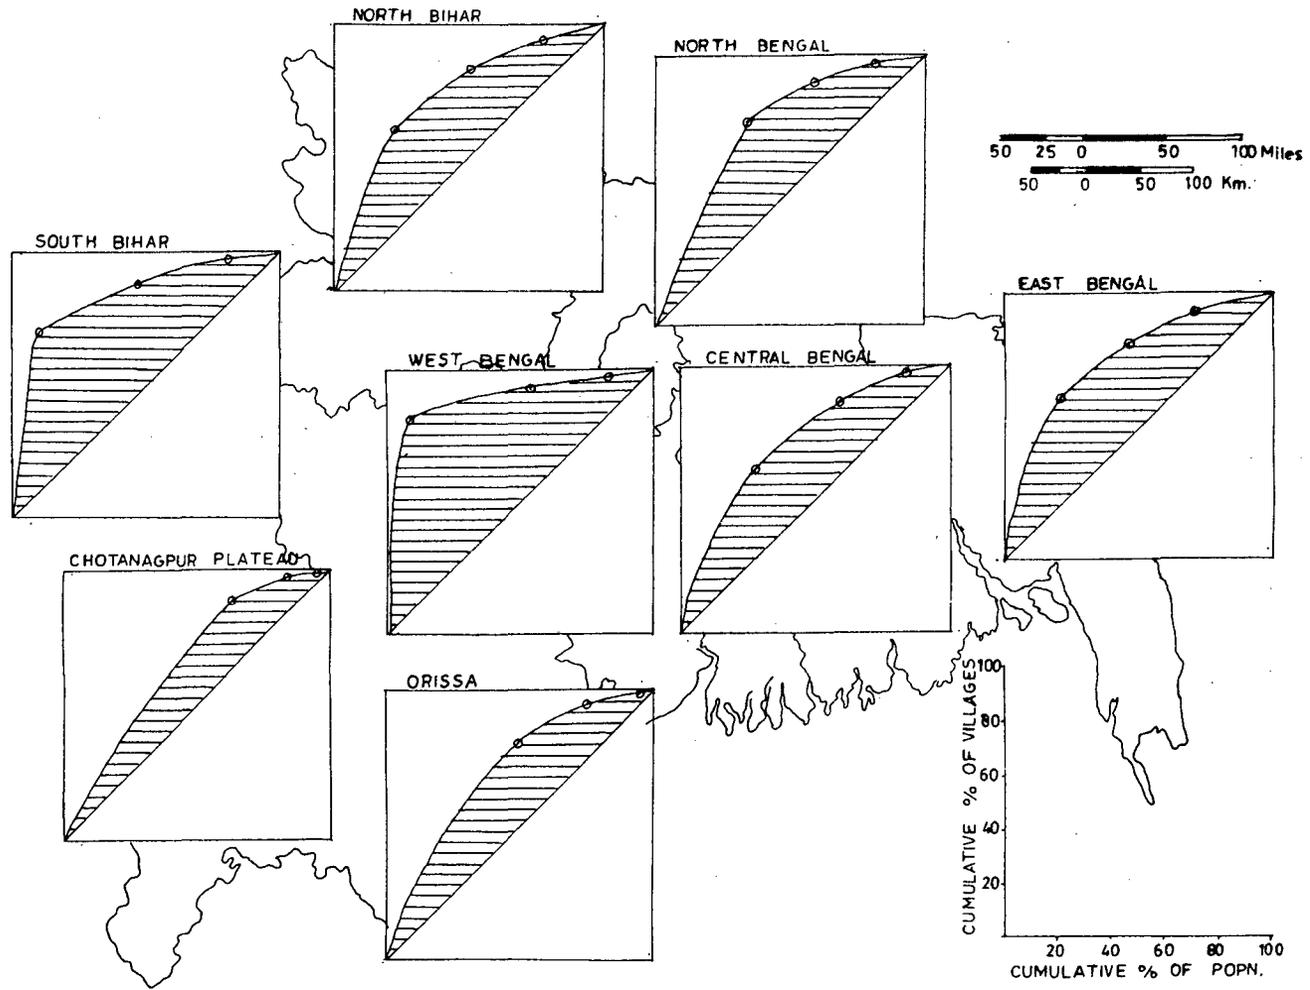 NORTH BIHAR
NORTH BENGAL
50 25 0 50 100 Miles
50 0 50 100 Km.
SOUTH BIHAR
EAST BENGAL
WEST BENGAL
CENTRAL BENGAL
CHOTANAGPUR PLATEAU
ORISSA
CUMULATIVE % OF VILLAGES
100
80
60
40
20
20 40 60 80 100
CUMULATIVE % OF POPN.